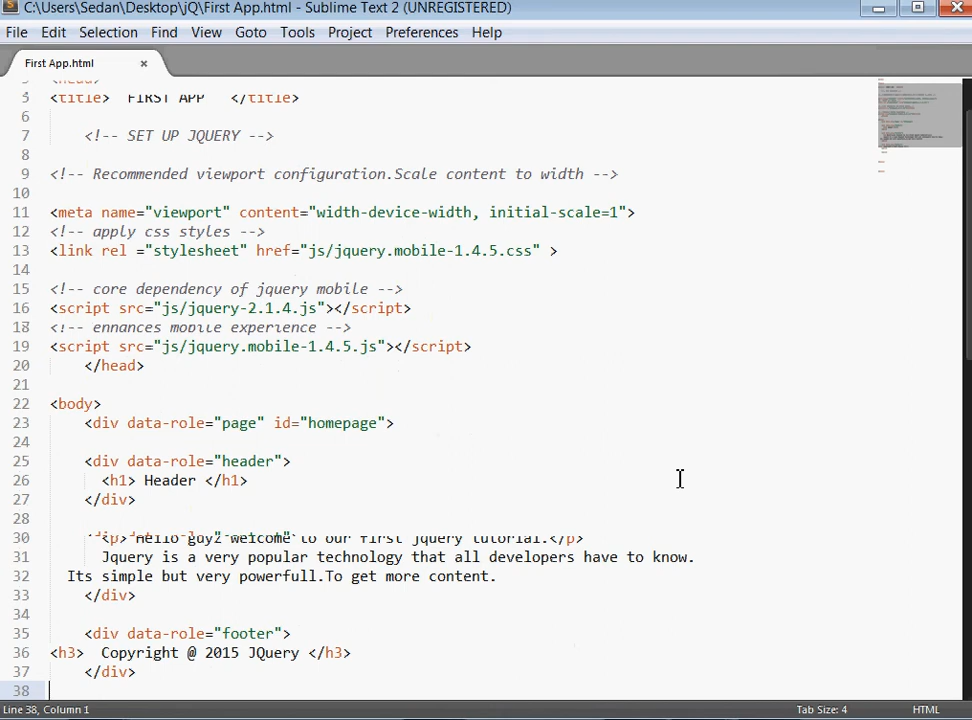 C:\Users\Sedan\Desktop\jQ\First App.html - Sublime Text 2 (UNREGISTERED)
File Edit Selection Find View Goto Tools Project Preferences Help
First App.html ×
5 <title> FIRST APP </title>
6
7 <!-- SET UP JQUERY -->
8
9 <!-- Recommended viewport configuration.Scale content to width -->
10
11 <meta name="viewport" content="width-device-width, initial-scale=1">
12 <!-- apply css styles -->
13 <link rel ="stylesheet" href="js/jquery.mobile-1.4.5.css" >
14
15 <!-- core dependency of jquery mobile -->
16 <script src="js/jquery-2.1.4.js"></script>
18 <!-- enhances mobile experience -->
19 <script src="js/jquery.mobile-1.4.5.js"></script>
20 </head>
21
22 <body>
23 <div data-role="page" id="homepage">
24
25 <div data-role="header">
26 <h1> Header </h1>
27 </div>
28
30 <p> Hello guyz welcome to our first jquery tutorial.</p>
31 Jquery is a very popular technology that all developers have to know.
32 Its simple but very powerfull.To get more content.
33 </div>
34
35 <div data-role="footer">
36 <h3> Copyright @ 2015 JQuery </h3>
37 </div>
38
Line 38, Column 1 Tab Size: 4 HTML